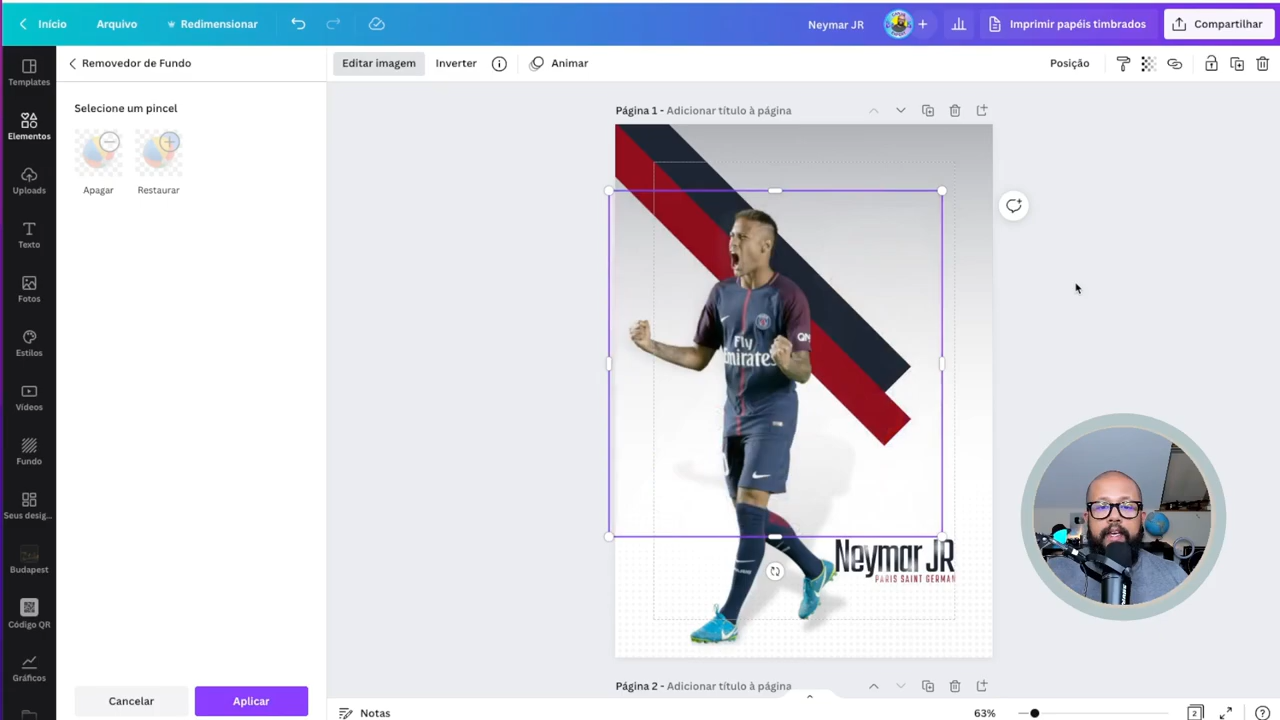 Início
Arquivo
Redimensionar
Neymar JR
Imprimir papéis timbrados
Compartilhar
Templates
Elementos
Uploads
Texto
Fotos
Estilos
Vídeos
Fundo
Seus desig...
Budapest
Código QR
Gráficos
Removedor de Fundo
Selecione um pincel
Apagar
Restaurar
Cancelar
Aplicar
Editar imagem
Inverter
Animar
Posição
Página 1 - Adicionar título à página
QN
Fly
Emirates
Neymar JR
PARIS SAINT GERMAN
Página 2 - Adicionar título à página
Notas
63%
2